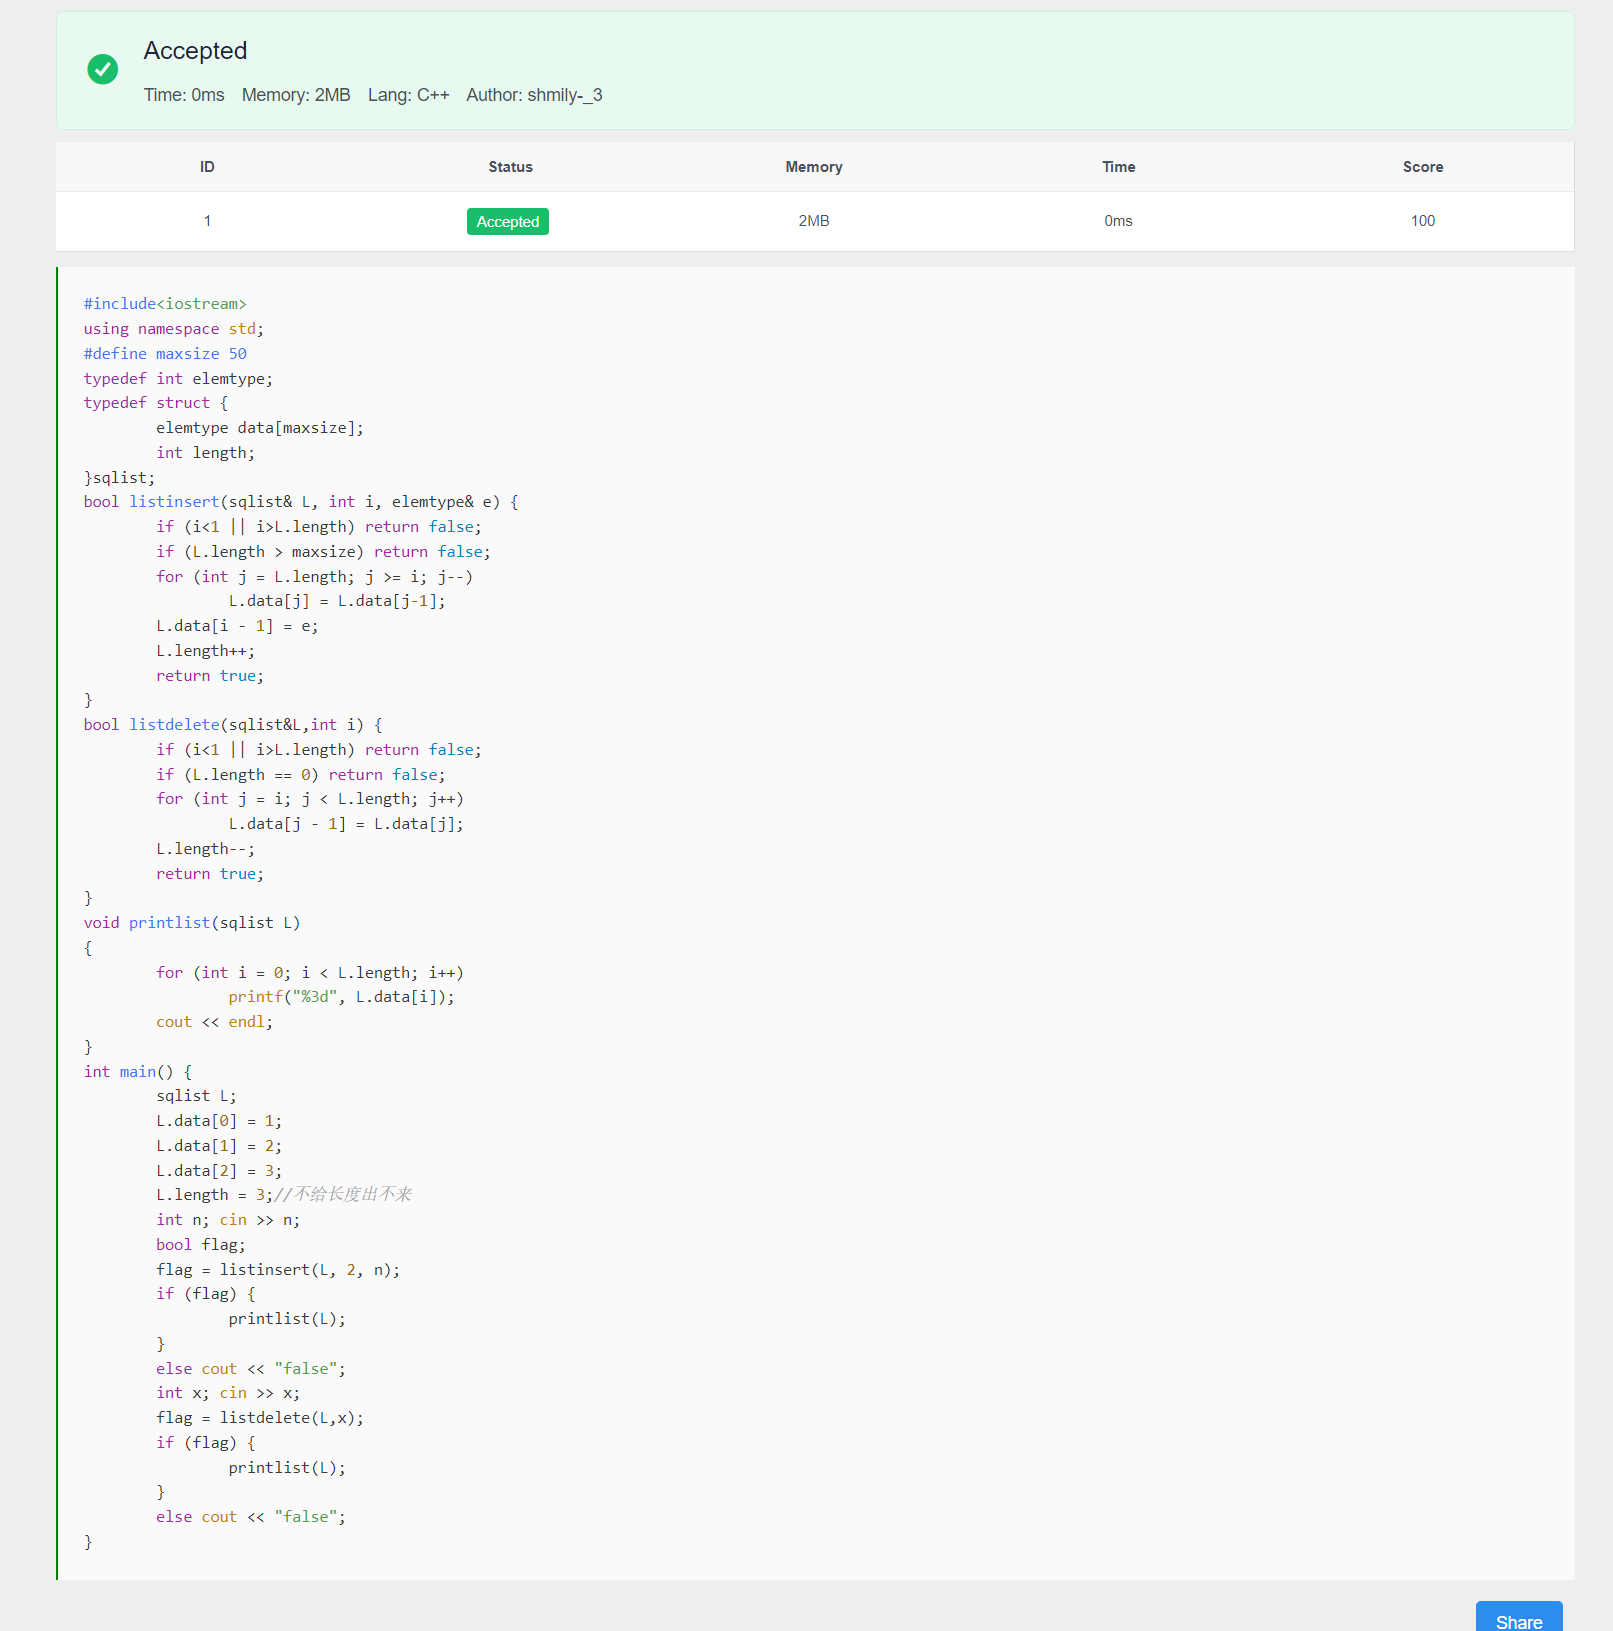 Accepted
Time: 0ms Memory: 2MB Lang: C++ Author: shmily-_3
ID Status Memory Time Score
1 Accepted 2MB 0ms 100
#include<iostream>
using namespace std;
#define maxsize 50
typedef int elemtype;
typedef struct {
        elemtype data[maxsize];
        int length;
}sqlist;
bool listinsert(sqlist& L, int i, elemtype& e) {
        if (i<1 || i>L.length) return false;
        if (L.length > maxsize) return false;
        for (int j = L.length; j >= i; j--)
                L.data[j] = L.data[j-1];
        L.data[i - 1] = e;
        L.length++;
        return true;
}
bool listdelete(sqlist&L,int i) {
        if (i<1 || i>L.length) return false;
        if (L.length == 0) return false;
        for (int j = i; j < L.length; j++)
                L.data[j - 1] = L.data[j];
        L.length--;
        return true;
}
void printlist(sqlist L)
{
        for (int i = 0; i < L.length; i++)
                printf("%3d", L.data[i]);
        cout << endl;
}
int main() {
        sqlist L;
        L.data[0] = 1;
        L.data[1] = 2;
        L.data[2] = 3;
        L.length = 3;//不给长度出不来
        int n; cin >> n;
        bool flag;
        flag = listinsert(L, 2, n);
        if (flag) {
                printlist(L);
        }
        else cout << "false";
        int x; cin >> x;
        flag = listdelete(L,x);
        if (flag) {
                printlist(L);
        }
        else cout << "false";
}
Share